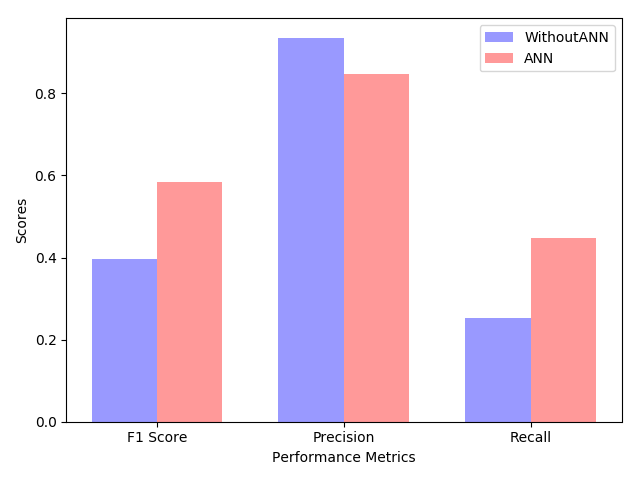 WithoutANN
ANN
Scores
0.8
0.6
0.4
0.2
0.0
F1 Score
Precision
Recall
Performance Metrics